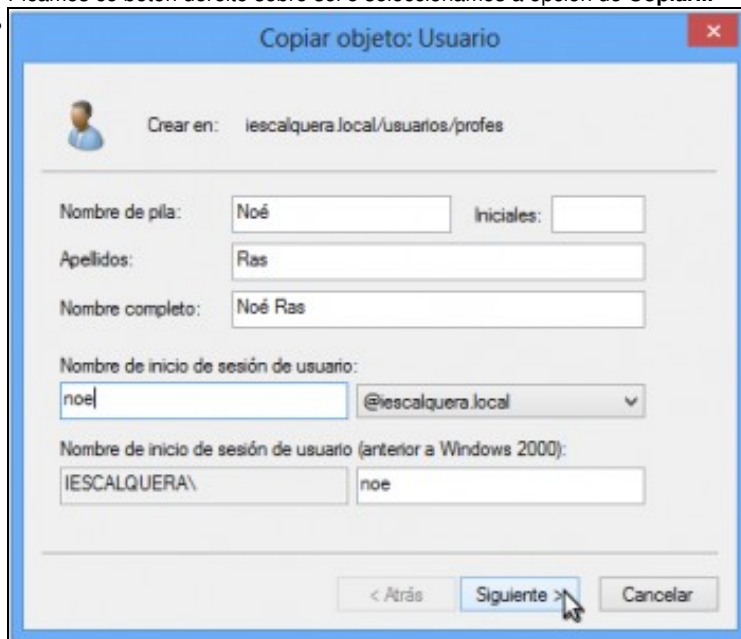 Copiar objeto: Usuario
Crear en: iescalquera.local/usuarios/profes
Nombre de pila: Noé Iniciales:
Apellidos: Ras
Nombre completo: Noé Ras
Nombre de inicio de sesión de usuario:
noe @iescalquera.local
Nombre de inicio de sesión de usuario (anterior a Windows 2000):
IESCALQUERA\ noe
< Atrás Siguiente > Cancelar